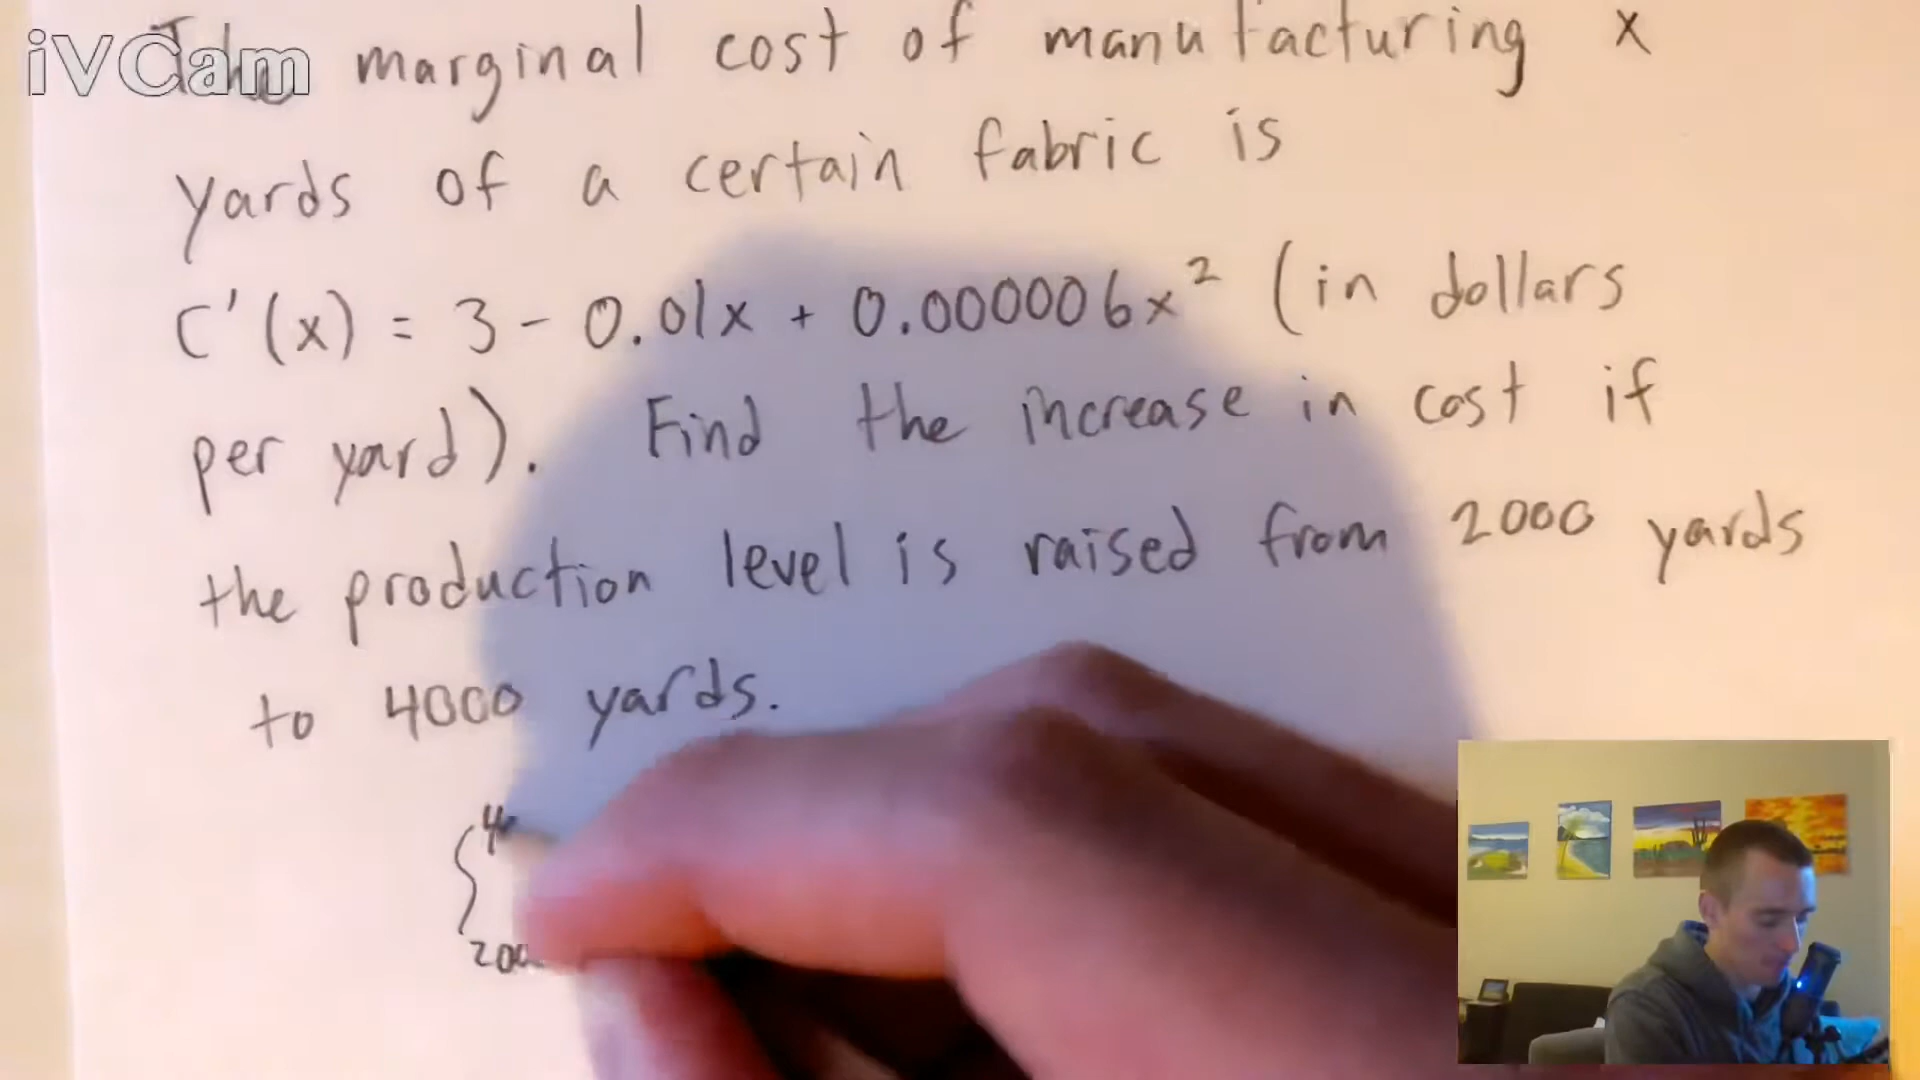 iVCam
The marginal cost of manufacturing x
yards of a certain fabric is
C'(x) = 3 - 0.01x + 0.000006x² (in dollars
per yard). Find the increase in cost if
the production level is raised from 2000 yards
to 4000 yards.